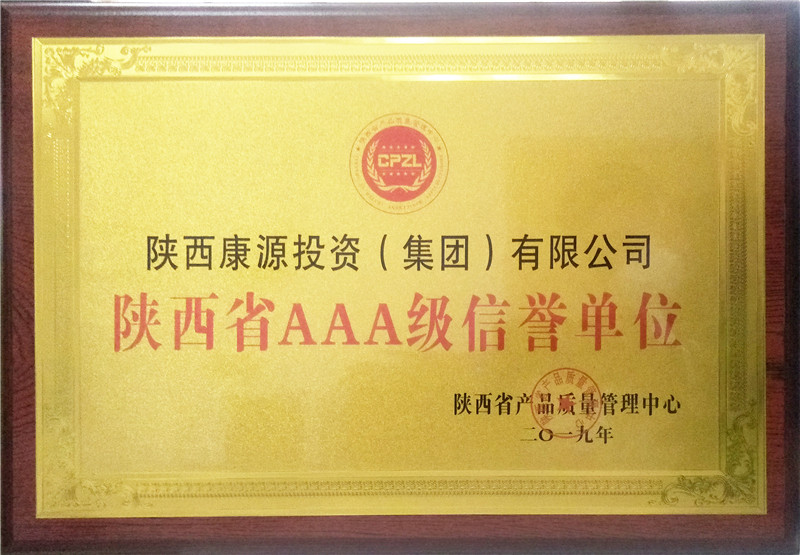 CPZL
陕西康源投资（集团）有限公司
陕西省AAA级信誉单位
陕西省产品质量管理中心
二〇一九年